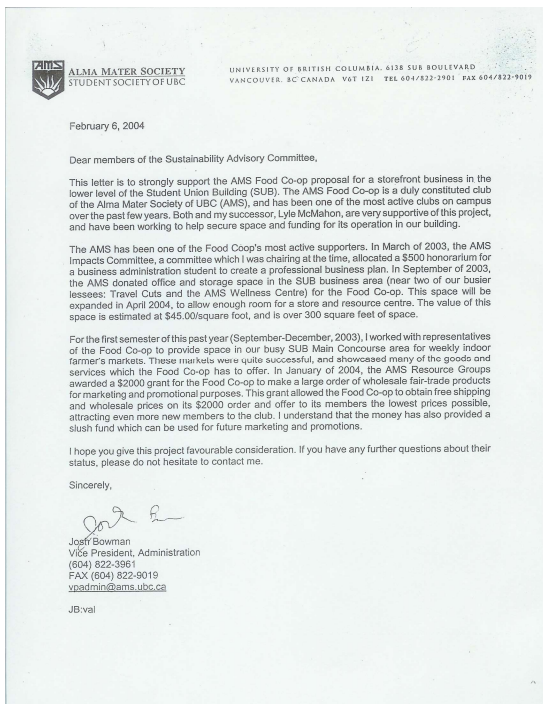 AMS
ALMA MATER SOCIETY
STUDENT SOCIETY OF UBC
UNIVERSITY OF BRITISH COLUMBIA, 6138 SUB BOULEVARD
VANCOUVER, BC CANADA V6T 1Z1 TEL 604/822-2901 FAX 604/822-9019
February 6, 2004
Dear members of the Sustainability Advisory Committee,
This letter is to strongly support the AMS Food Co-op proposal for a storefront business in the
lower level of the Student Union Building (SUB). The AMS Food Co-op is a duly constituted club
of the Alma Mater Society of UBC (AMS), and has been one of the most active clubs on campus
over the past few years. Both and my successor, Lyle McMahon, are very supportive of this project,
and have been working to help secure space and funding for its operation in our building.
The AMS has been one of the Food Coop's most active supporters. In March of 2003, the AMS
Impacts Committee, a committee which I was chairing at the time, allocated a $500 honorarium for
a business administration student to create a professional business plan. In September of 2003,
the AMS donated office and storage space in the SUB business area (near two of our busier
lessees: Travel Cuts and the AMS Wellness Centre) for the Food Co-op. This space will be
expanded in April 2004, to allow enough room for a store and resource centre. The value of this
space is estimated at $45.00/square foot, and is over 300 square feet of space.
For the first semester of this past year (September-December, 2003), I worked with representatives
of the Food Co-op to provide space in our busy SUB Main Concourse area for weekly indoor
farmer's markets. These markets were quite successful, and showcased many of the goods and
services which the Food Co-op has to offer. In January of 2004, the AMS Resource Groups
awarded a $2000 grant for the Food Co-op to make a large order of wholesale fair-trade products
for marketing and promotional purposes. This grant allowed the Food Co-op to obtain free shipping
and wholesale prices on its $2000 order and offer to its members the lowest prices possible,
attracting even more new members to the club. I understand that the money has also provided a
slush fund which can be used for future marketing and promotions.
I hope you give this project favourable consideration. If you have any further questions about their
status, please do not hesitate to contact me.
Sincerely,
Josh Bowman
Vice President, Administration
(604) 822-3961
FAX (604) 822-9019
vpadmin@ams.ubc.ca
JB:val